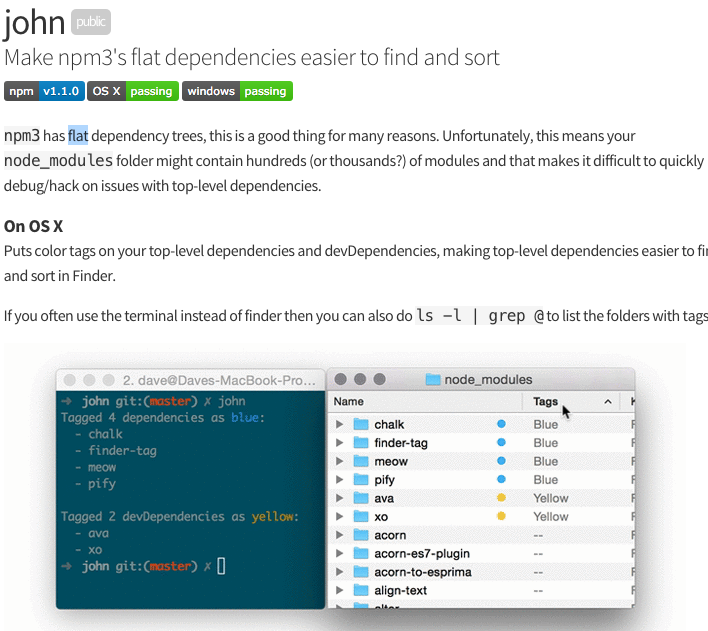 john public
Make npm3's flat dependencies easier to find and sort
npm v1.1.0 OS X passing windows passing
npm3 has flat dependency trees, this is a good thing for many reasons. Unfortunately, this means your
node_modules folder might contain hundreds (or thousands?) of modules and that makes it difficult to quickly
debug/hack on issues with top-level dependencies.
On OS X
Puts color tags on your top-level dependencies and devDependencies, making top-level dependencies easier to fi
and sort in Finder.
If you often use the terminal instead of finder then you can also do ls -l | grep @ to list the folders with tags
2. dave@Daves-MacBook-Pro...
➜ john git:(master) ✗ john
Tagged 4 dependencies as blue:
- chalk
- finder-tag
- meow
- pify
Tagged 2 devDependencies as yellow:
- ava
- xo
➜ john git:(master) ✗
node_modules
Name Tags
chalk Blue
finder-tag Blue
meow Blue
pify Blue
ava Yellow
xo Yellow
acorn --
acorn-es7-plugin --
acorn-to-esprima --
align-text --